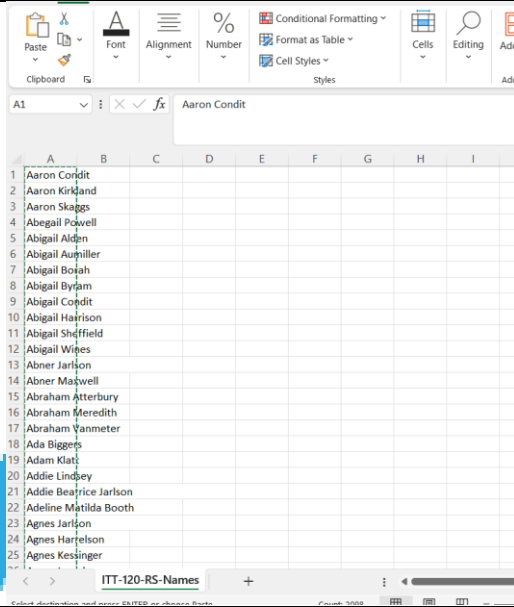 Paste
Font
Alignment
Number
Conditional Formatting
Format as Table
Cell Styles
Cells
Editing
Clipboard
Styles
A1
fx
Aaron Condit
A B C D E F G H I
1 Aaron Condit
2 Aaron Kirkland
3 Aaron Skaggs
4 Abegail Powell
5 Abigail Alden
6 Abigail Aumiller
7 Abigail Borah
8 Abigail Byram
9 Abigail Condit
10 Abigail Harrison
11 Abigail Sheffield
12 Abigail Wines
13 Abner Jarlson
14 Abner Maxwell
15 Abraham Atterbury
16 Abraham Meredith
17 Abraham Vanmeter
18 Ada Biggers
19 Adam Klatt
20 Addie Lindsey
21 Addie Beatrice Jarlson
22 Adeline Matilda Booth
23 Agnes Jarlson
24 Agnes Harrelson
25 Agnes Kessinger
ITT-120-RS-Names
Select destination and press ENTER or choose Paste
Count: 2098